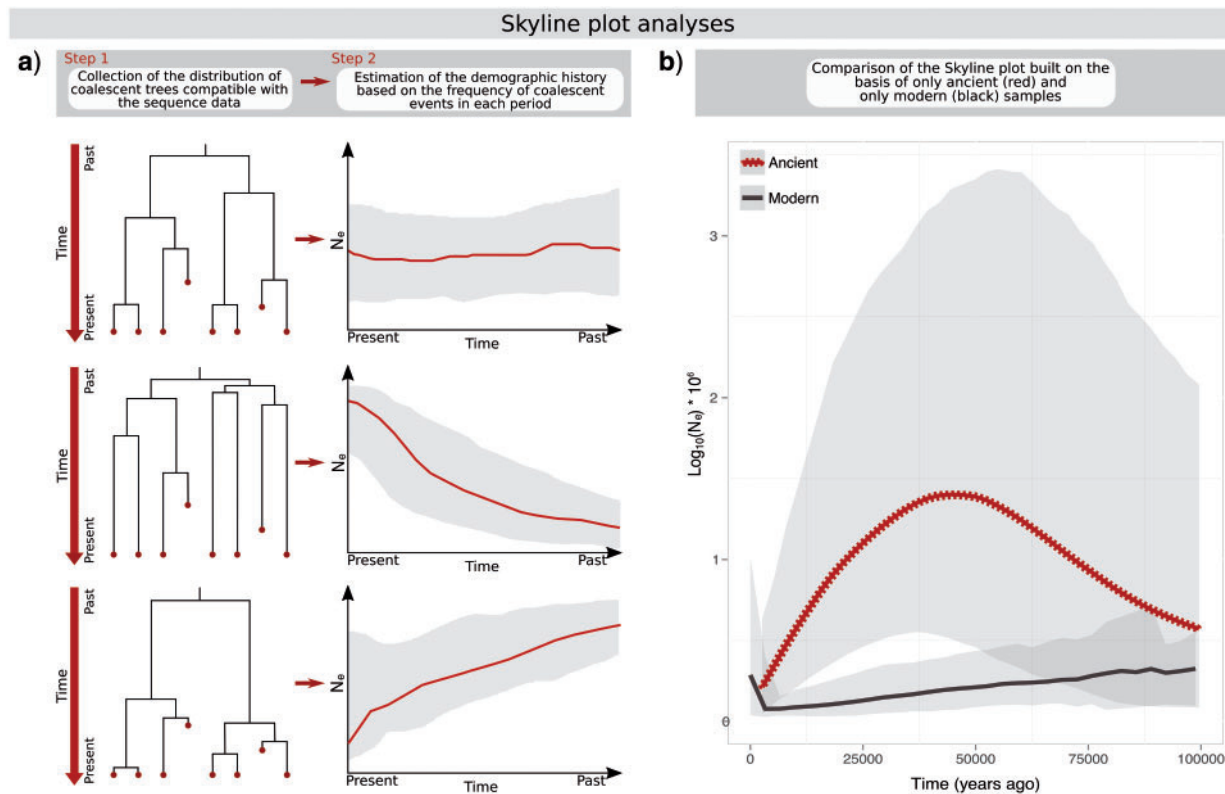 Skyline plot analyses
a)
Step 1
Collection of the distribution of
coalescent trees compatible with
the sequence data
Step 2
Estimation of the demographic history
based on the frequency of coalescent
events in each period
Past
Time
Present
Nₑ
Present
Time
Past
Past
Time
Present
Nₑ
Present
Time
Past
Past
Time
Present
Nₑ
Present
Time
Past
b)
Comparison of the Skyline plot built on the
basis of only ancient (red) and
only modern (black) samples
Ancient
Modern
Log₁₀(Nₑ) * 10⁶
3
2
1
0
0
25000
50000
75000
100000
Time (years ago)